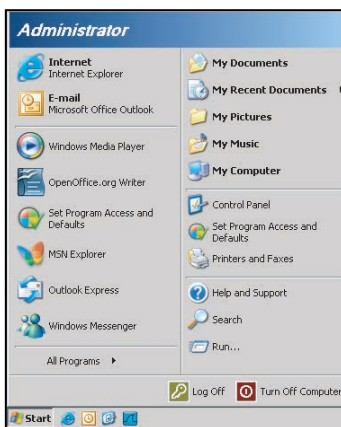 Administrator
Internet
Internet Explorer
E-mail
Microsoft Office Outlook
Windows Media Player
OpenOffice.org Writer
Set Program Access and
Defaults
MSN Explorer
Outlook Express
Windows Messenger
All Programs
My Documents
My Recent Documents
My Pictures
My Music
My Computer
Control Panel
Set Program Access and
Defaults
Printers and Faxes
Help and Support
Search
Run...
Log Off
Turn Off Computer
Start